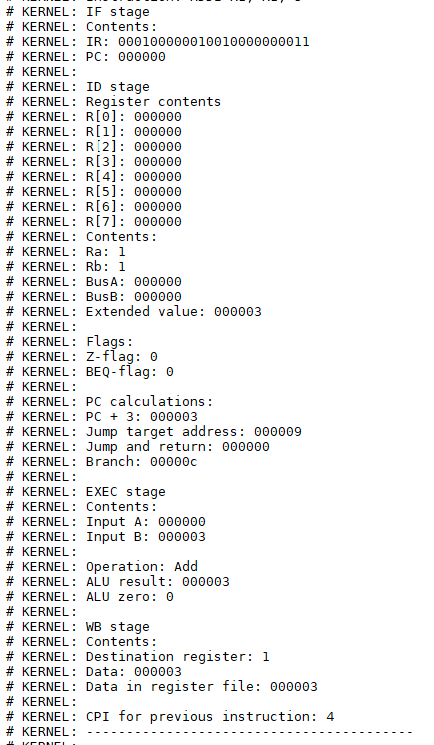 # KERNEL: IF stage
# KERNEL: Contents:
# KERNEL: IR: 000100000010010000000011
# KERNEL: PC: 000000
# KERNEL:
# KERNEL: ID stage
# KERNEL: Register contents
# KERNEL: R[0]: 000000
# KERNEL: R[1]: 000000
# KERNEL: R[2]: 000000
# KERNEL: R[3]: 000000
# KERNEL: R[4]: 000000
# KERNEL: R[5]: 000000
# KERNEL: R[6]: 000000
# KERNEL: R[7]: 000000
# KERNEL: Contents:
# KERNEL: Ra: 1
# KERNEL: Rb: 1
# KERNEL: BusA: 000000
# KERNEL: BusB: 000000
# KERNEL: Extended value: 000003
# KERNEL:
# KERNEL: Flags:
# KERNEL: Z-flag: 0
# KERNEL: BEQ-flag: 0
# KERNEL:
# KERNEL: PC calculations:
# KERNEL: PC + 3: 000003
# KERNEL: Jump target address: 000009
# KERNEL: Jump and return: 000000
# KERNEL: Branch: 00000c
# KERNEL:
# KERNEL: EXEC stage
# KERNEL: Contents:
# KERNEL: Input A: 000000
# KERNEL: Input B: 000003
# KERNEL:
# KERNEL: Operation: Add
# KERNEL: ALU result: 000003
# KERNEL: ALU zero: 0
# KERNEL:
# KERNEL: WB stage
# KERNEL: Contents:
# KERNEL: Destination register: 1
# KERNEL: Data: 000003
# KERNEL: Data in register file: 000003
# KERNEL:
# KERNEL: CPI for previous instruction: 4
# KERNEL: -----------------------------------------
# KERNEL: